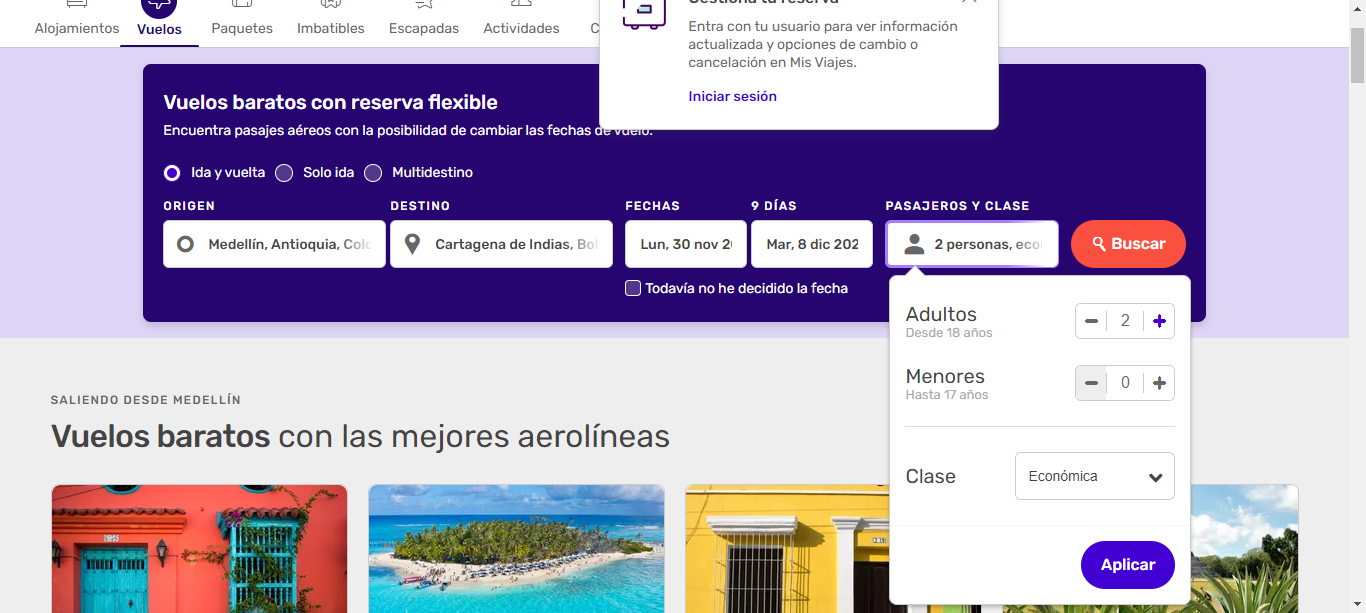 Gestiona tu reserva
Alojamientos
Vuelos
Paquetes
Imbatibles
Escapadas
Actividades
C
Entra con tu usuario para ver información
actualizada y opciones de cambio o
cancelación en Mis Viajes.
Iniciar sesión
Vuelos baratos con reserva flexible
Encuentra pasajes aéreos con la posibilidad de cambiar las fechas de vuelo.
Ida y vuelta
Solo ida
Multidestino
ORIGEN
DESTINO
FECHAS
9 DÍAS
PASAJEROS Y CLASE
Medellín, Antioquia, Colo
Cartagena de Indias, Bol
Lun, 30 nov 2
Mar, 8 dic 202
2 personas, eco
Buscar
Todavía no he decidido la fecha
Adultos
2
Desde 18 años
Menores
0
Hasta 17 años
Clase
Económica
Aplicar
SALIENDO DESDE MEDELLÍN
Vuelos baratos con las mejores aerolíneas